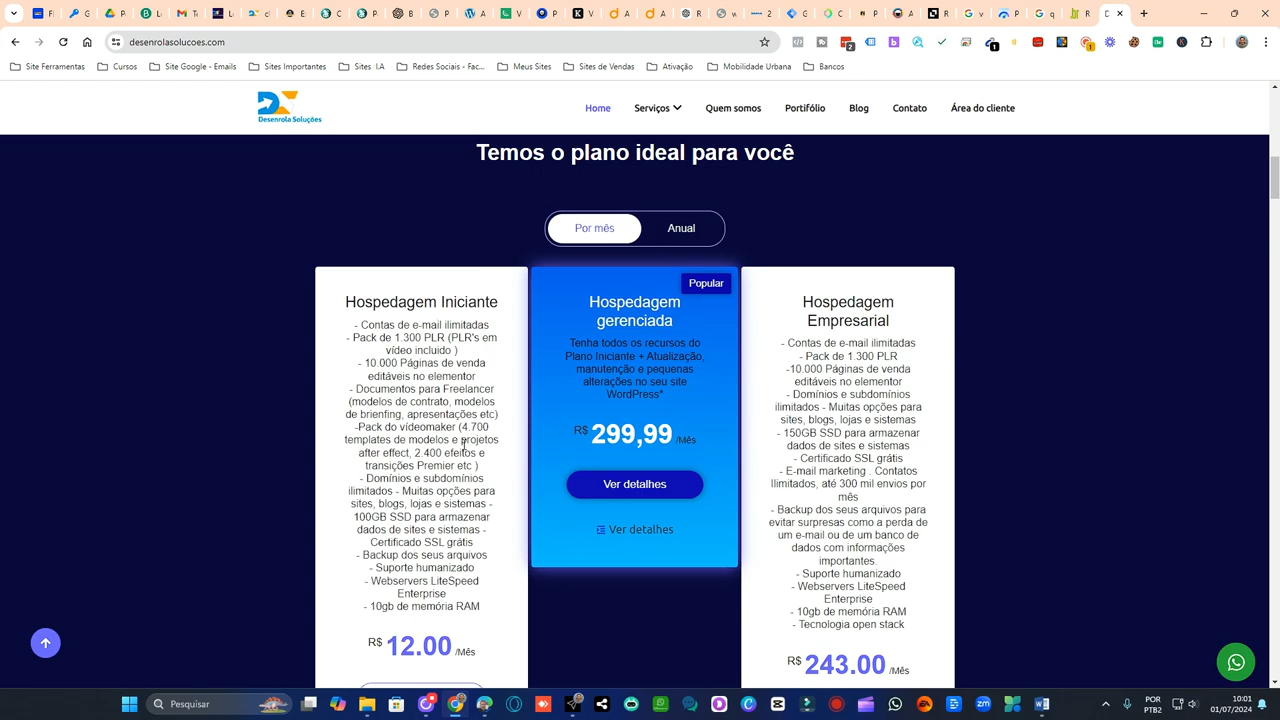 desenrolasolucoes.com
Site Ferramentas
Cursos
Site Google - Emails
Sites Importantes
Sites I.A
Redes Sociais - Fac...
Meus Sites
Sites de Vendas
Ativação
Mobilidade Urbana
Bancos
Desenrola Soluções
Home
Serviços
Quem somos
Portifólio
Blog
Contato
Área do cliente
Temos o plano ideal para você
Por mês
Anual
Hospedagem Iniciante
- Contas de e-mail ilimitadas
- Pack de 1.300 PLR (PLR's em
vídeo incluido )
- 10.000 Páginas de venda
editáveis no elementor
- Documentos para Freelancer
(modelos de contrato, modelos
de brienfing, apresentações etc)
-Pack do vídeomaker (4.700
templates de modelos e projetos
after effect, 2.400 efeitos e
transições Premier etc )
- Domínios e subdomínios
ilimitados - Muitas opções para
sites, blogs, lojas e sistemas -
100GB SSD para armazenar
dados de sites e sistemas -
Certificado SSL grátis
- Backup dos seus arquivos
- Suporte humanizado
- Webservers LiteSpeed
Enterprise
- 10gb de memória RAM
R$ 12.00 /Mês
Popular
Hospedagem
gerenciada
Tenha todos os recursos do
Plano Iniciante + Atualização,
manutenção e pequenas
alterações no seu site
WordPress*
R$ 299,99 /Mês
Ver detalhes
Ver detalhes
Hospedagem
Empresarial
- Contas de e-mail ilimitadas
- Pack de 1.300 PLR
-10.000 Páginas de venda
editáveis no elementor
- Domínios e subdomínios
ilimitados - Muitas opções para
sites, blogs, lojas e sistemas
- 150GB SSD para armazenar
dados de sites e sistemas
- Certificado SSL grátis
- E-mail marketing . Contatos
Ilimitados, até 300 mil envios por
mês
- Backup dos seus arquivos para
evitar surpresas como a perda de
um e-mail ou de um banco de
dados com informações
importantes.
- Suporte humanizado
- Webservers LiteSpeed
Enterprise
- 10gb de memória RAM
- Tecnologia open stack
R$ 243.00 /Mês
Pesquisar
POR
PTB2
10:01
01/07/2024